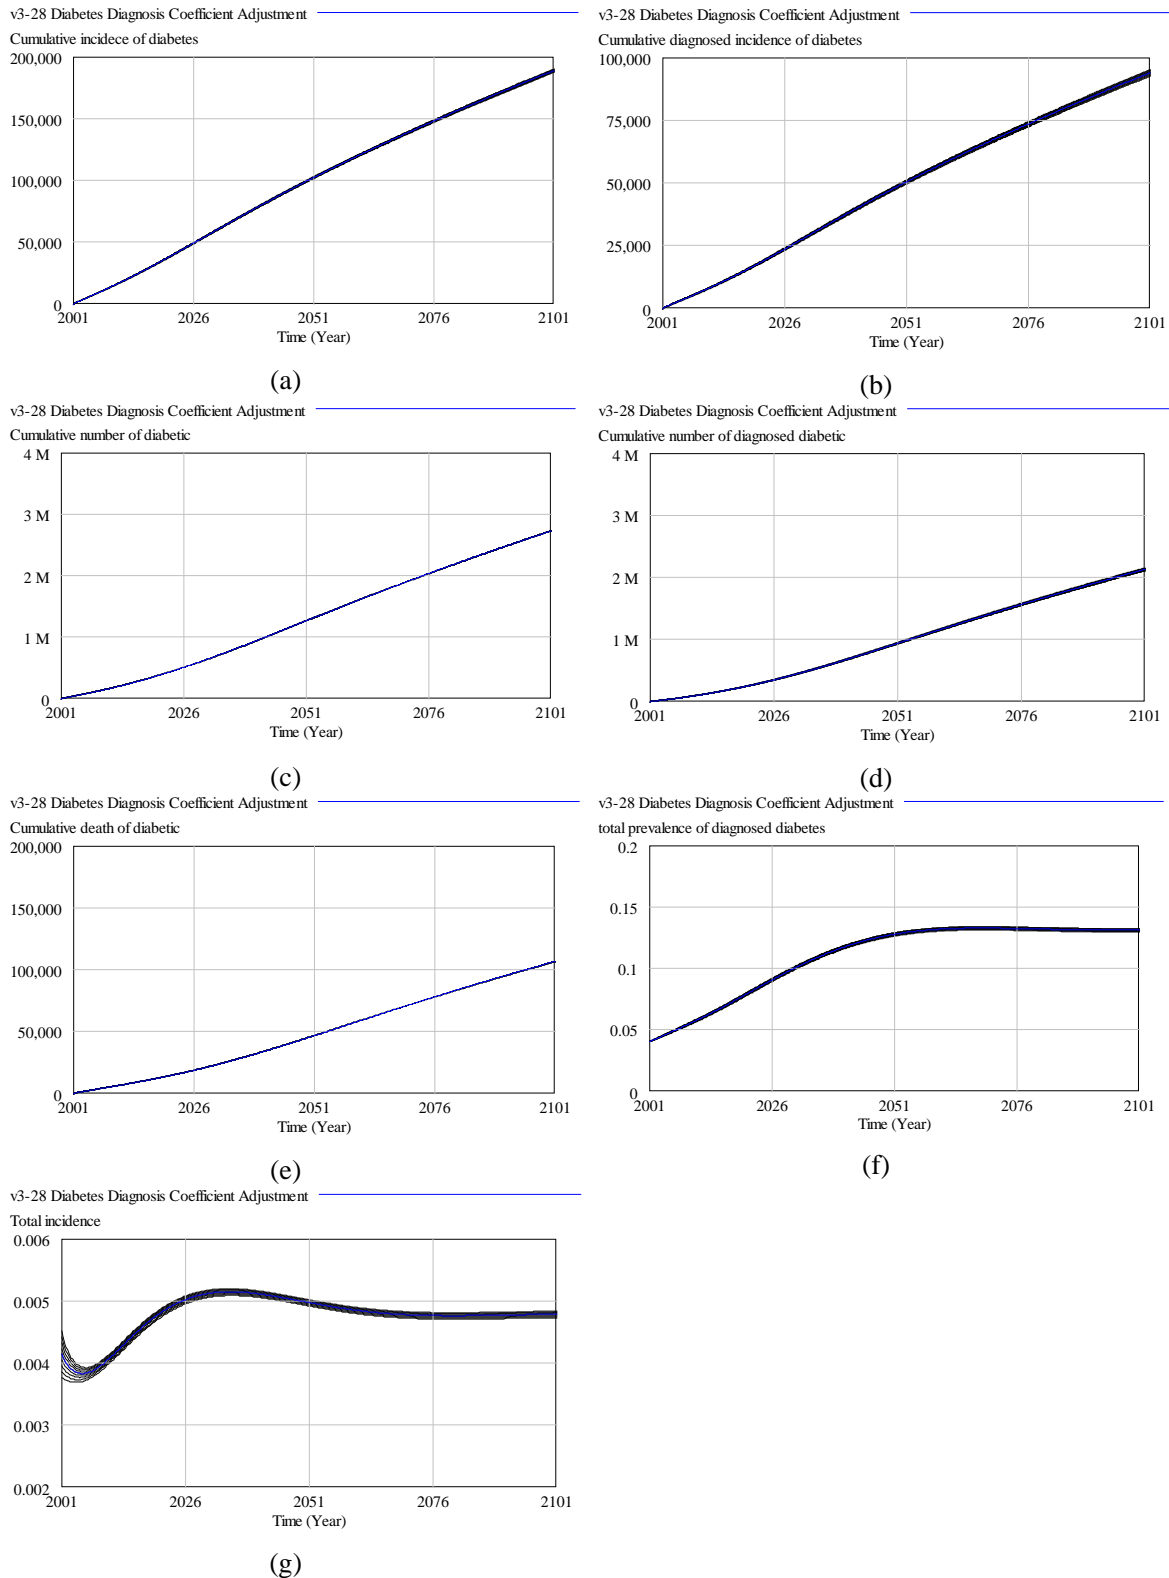 v3-28 Diabetes Diagnosis Coefficient Adjustment
Cumulative incidece of diabetes
200,000
150,000
100,000
50,000
0
2001 2026 2051 2076 2101
Time (Year)
(a)
v3-28 Diabetes Diagnosis Coefficient Adjustment
Cumulative diagnosed incidence of diabetes
100,000
75,000
50,000
25,000
0
2001 2026 2051 2076 2101
Time (Year)
(b)
v3-28 Diabetes Diagnosis Coefficient Adjustment
Cumulative number of diabetic
4 M
3 M
2 M
1 M
0
2001 2026 2051 2076 2101
Time (Year)
(c)
v3-28 Diabetes Diagnosis Coefficient Adjustment
Cumulative number of diagnosed diabetic
4 M
3 M
2 M
1 M
0
2001 2026 2051 2076 2101
Time (Year)
(d)
v3-28 Diabetes Diagnosis Coefficient Adjustment
Cumulative death of diabetic
200,000
150,000
100,000
50,000
0
2001 2026 2051 2076 2101
Time (Year)
(e)
v3-28 Diabetes Diagnosis Coefficient Adjustment
total prevalence of diagnosed diabetes
0.2
0.15
0.1
0.05
0
2001 2026 2051 2076 2101
Time (Year)
(f)
v3-28 Diabetes Diagnosis Coefficient Adjustment
Total incidence
0.006
0.005
0.004
0.003
0.002
2001 2026 2051 2076 2101
Time (Year)
(g)